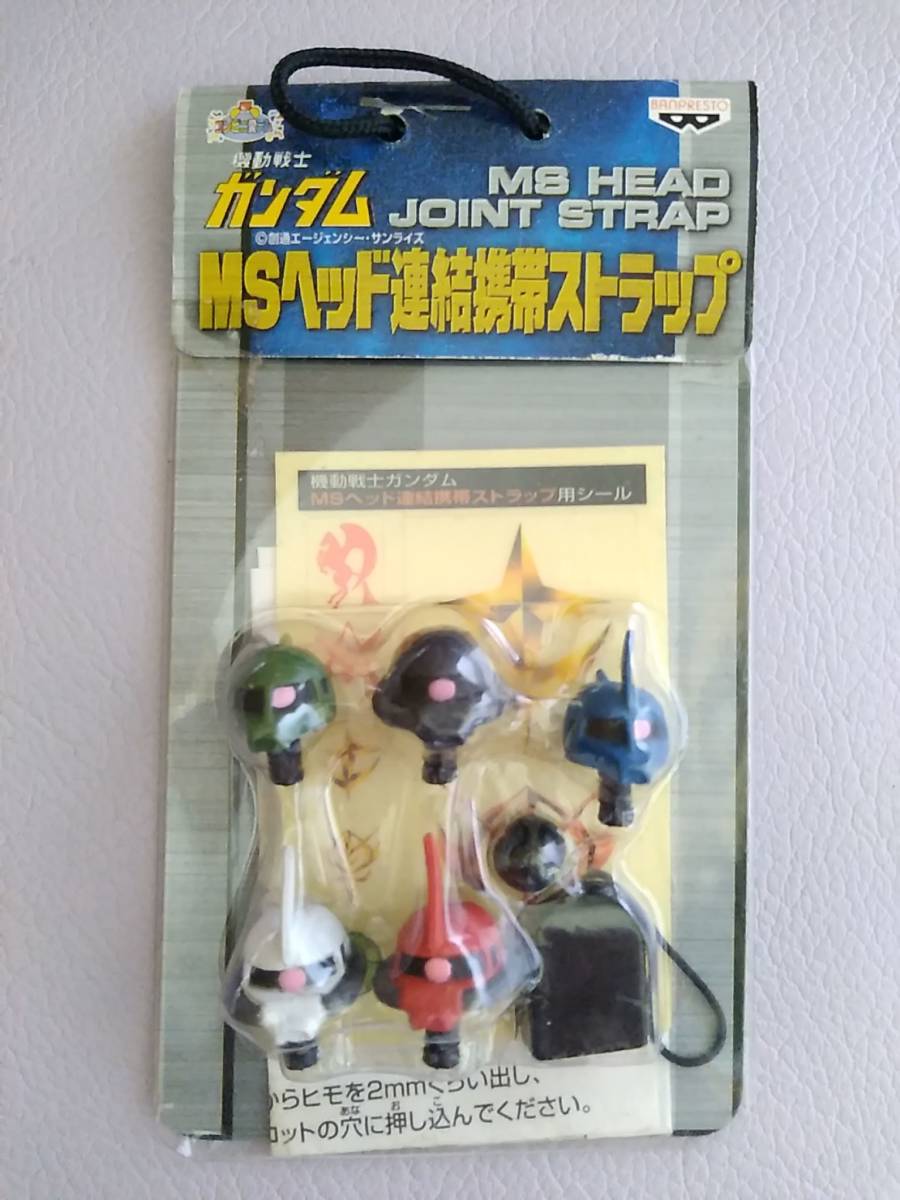 BANPRESTO
機動戦士
ガンダム
MS HEAD
JOINT STRAP
©創通エージェンシー・サンライズ
MSヘッド連結携帯ストラップ
機動戦士ガンダム
MSヘッド連結携帯ストラップ用シール
からヒモを2mmくらい出し、
あな お こ
ロットの穴に押し込んでください。